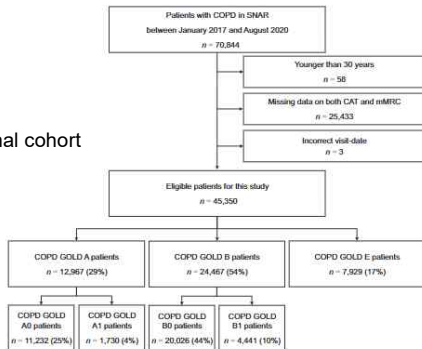 Patients with COPD in SNAR
between January 2017 and August 2020
n = 70,844
Younger than 30 years
n = 58
Missing data on both CAT and mMRC
n = 25,433
nal cohort
Incorrect visit-date
n = 3
Eligible patients for this study
n = 45,350
COPD GOLD A patients
n = 12,967 (29%)
COPD GOLD B patients
n = 24,467 (54%)
COPD GOLD E patients
n = 7,929 (17%)
COPD GOLD
A0 patients
n = 11,232 (25%)
COPD GOLD
A1 patients
n = 1,730 (4%)
COPD GOLD
B0 patients
n = 20,026 (44%)
COPD GOLD
B1 patients
n = 4,441 (10%)